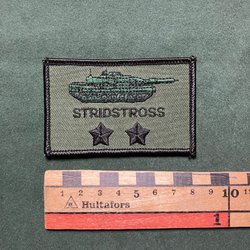 STRIDSTROSS
1 2 3 4 5 6 7 8 9 10
Hultafors
1